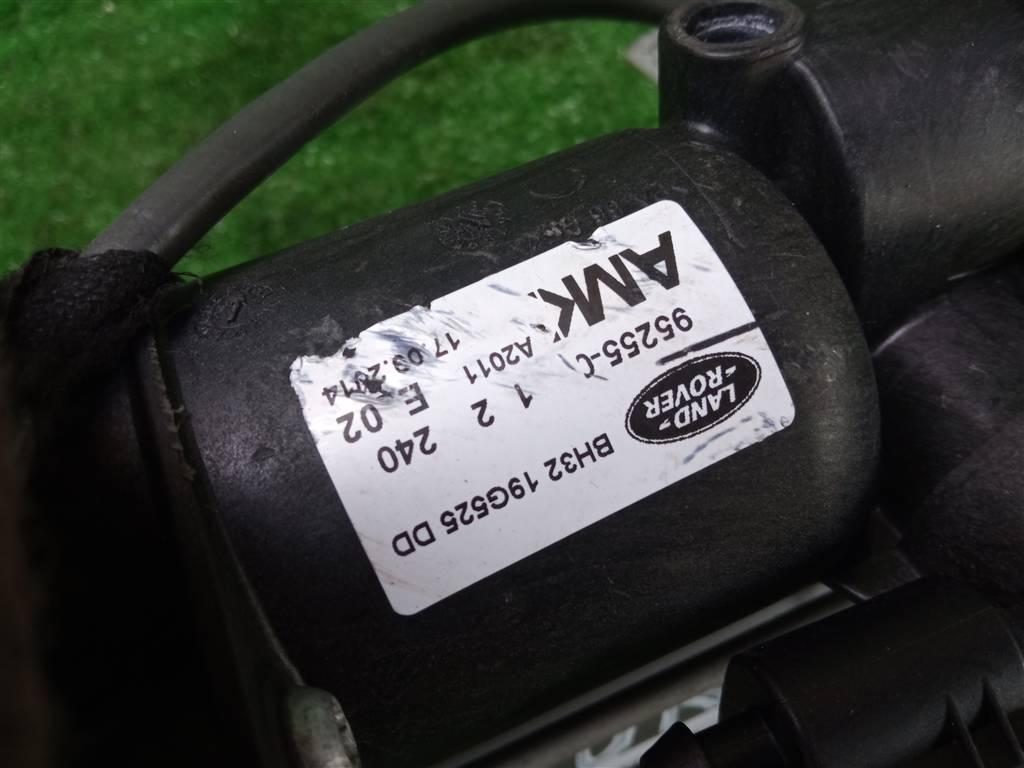 BH32 19G525 DD
LAND-
-ROVER
240 2 1
E 02
95255-C
A2011
17.09.2014
AMK